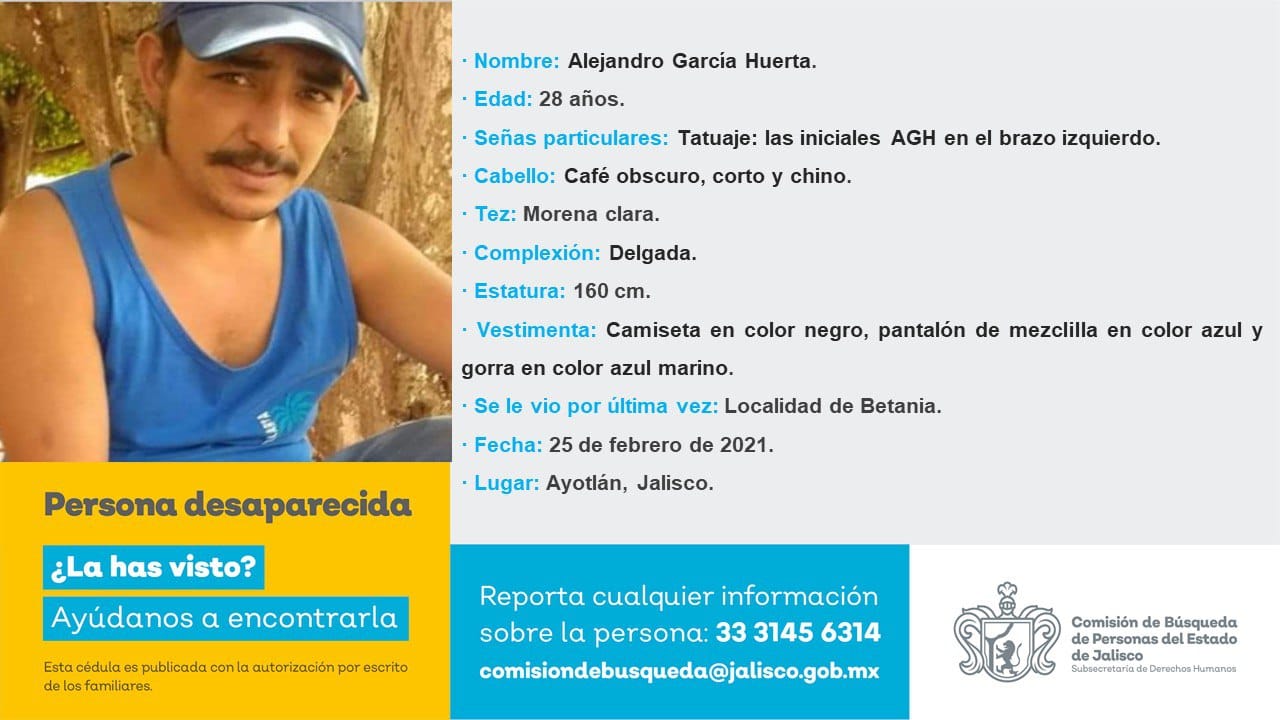 · Nombre: Alejandro García Huerta.
· Edad: 28 años.
· Señas particulares: Tatuaje: las iniciales AGH en el brazo izquierdo.
· Cabello: Café obscuro, corto y chino.
· Tez: Morena clara.
· Complexión: Delgada.
· Estatura: 160 cm.
· Vestimenta: Camiseta en color negro, pantalón de mezclilla en color azul y
gorra en color azul marino.
· Se le vio por última vez: Localidad de Betania.
· Fecha: 25 de febrero de 2021.
· Lugar: Ayotlán, Jalisco.
Persona desaparecida
¿La has visto?
Ayúdanos a encontrarla
Esta cédula es publicada con la autorización por escrito
de los familiares.
Reporta cualquier información
sobre la persona: 33 3145 6314
comisiondebusqueda@jalisco.gob.mx
Comisión de Búsqueda
de Personas del Estado
de Jalisco
Subsecretaría de Derechos Humanos